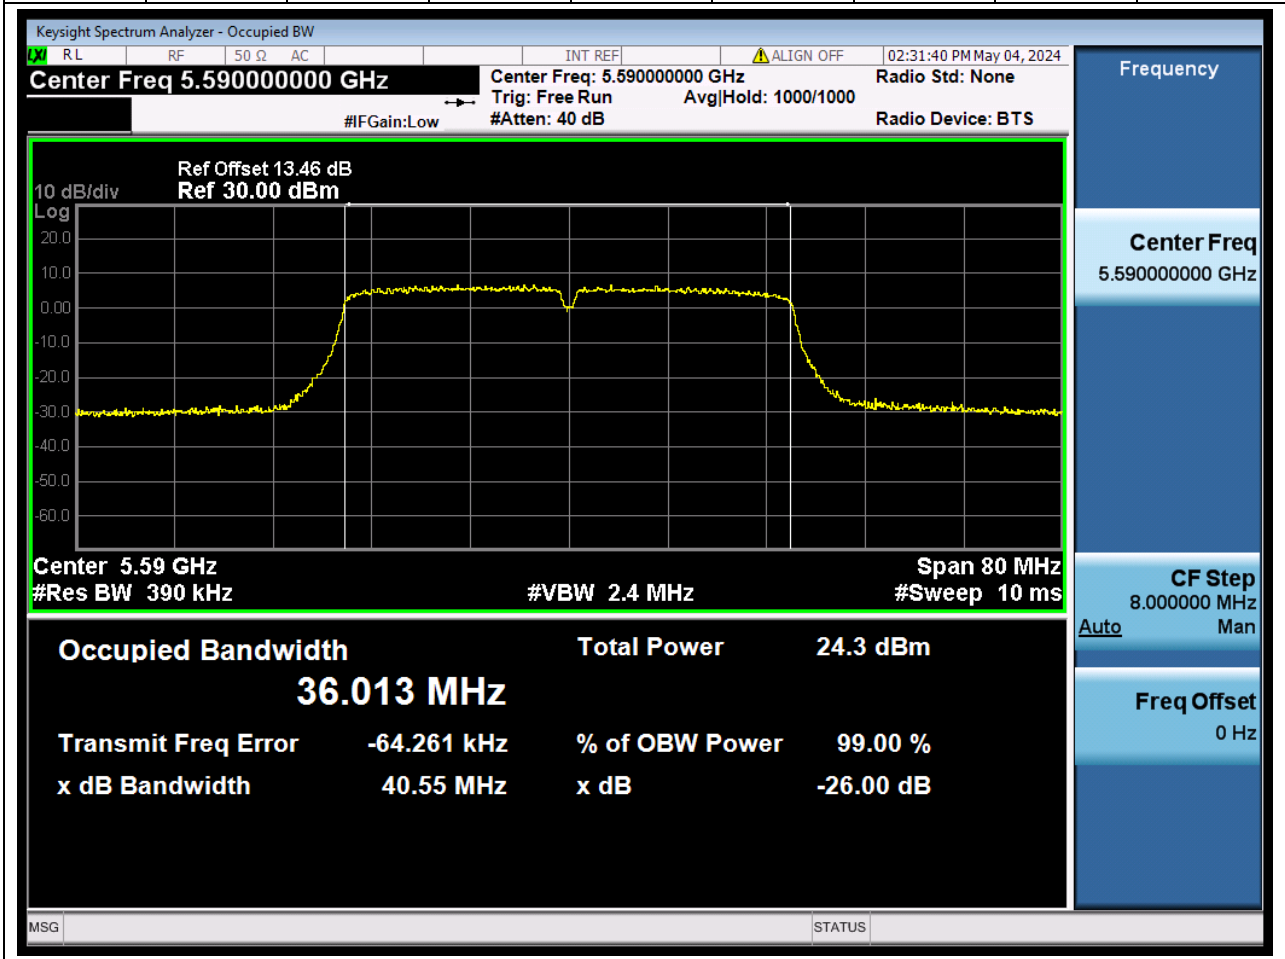 Keysight Spectrum Analyzer - Occupied BW
LXI RL RF 50 Ω AC INT REF ALIGN OFF 02:31:40 PM May 04, 2024
Center Freq 5.590000000 GHz
Center Freq: 5.590000000 GHz
Radio Std: None
Trig: Free Run Avg|Hold: 1000/1000
#IFGain:Low
#Atten: 40 dB
Radio Device: BTS
Ref Offset 13.46 dB
10 dB/div Ref 30.00 dBm
Log
20.0
10.0
0.00
-10.0
-20.0
-30.0
-40.0
-50.0
-60.0
Center 5.59 GHz Span 80 MHz
#Res BW 390 kHz #VBW 2.4 MHz #Sweep 10 ms
Occupied Bandwidth Total Power 24.3 dBm
36.013 MHz
Transmit Freq Error -64.261 kHz % of OBW Power 99.00 %
x dB Bandwidth 40.55 MHz x dB -26.00 dB
Frequency
Center Freq
5.590000000 GHz
CF Step
8.000000 MHz
Auto Man
Freq Offset
0 Hz
MSG STATUS